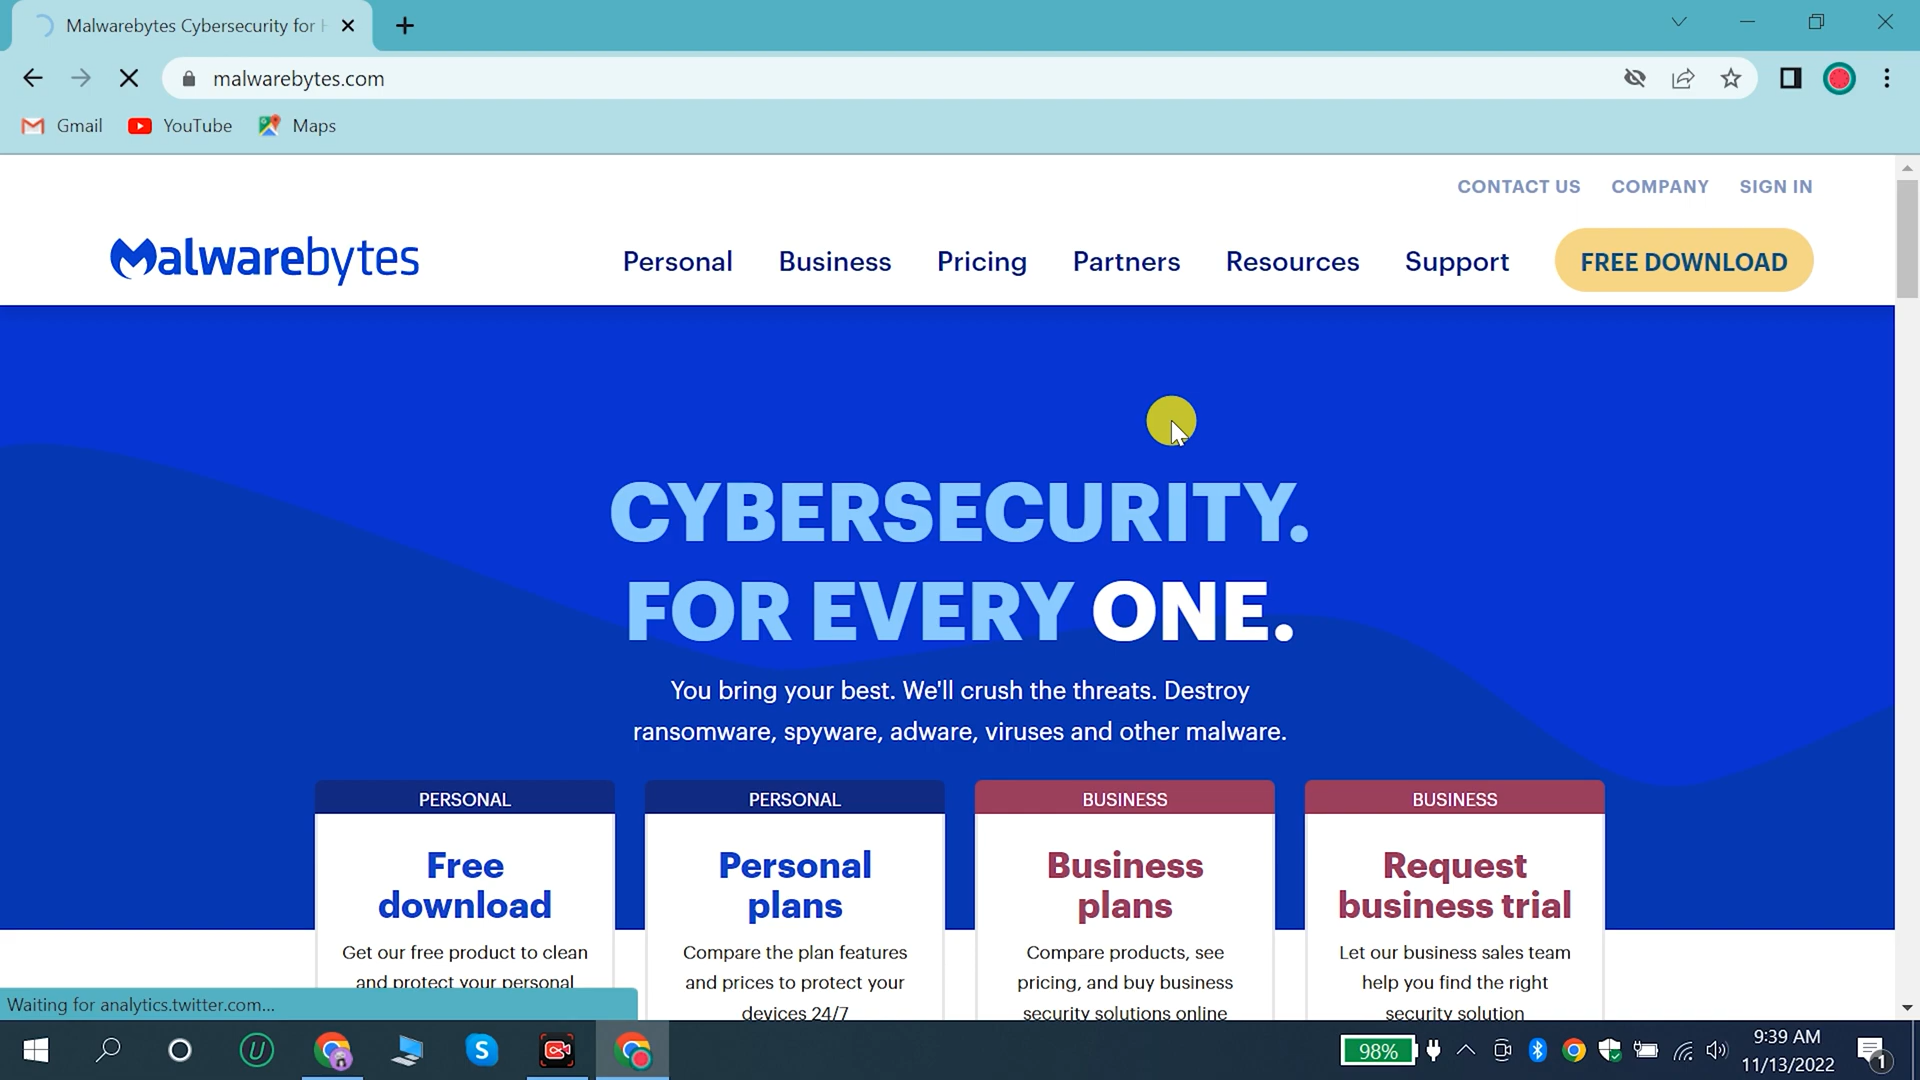 Malwarebytes Cybersecurity for H
malwarebytes.com
Gmail YouTube Maps
CONTACT US COMPANY SIGN IN
Malwarebytes Personal Business Pricing Partners Resources Support FREE DOWNLOAD
CYBERSECURITY.
FOR EVERY ONE.
You bring your best. We'll crush the threats. Destroy
ransomware, spyware, adware, viruses and other malware.
PERSONAL
Free
download
Get our free product to clean
and protect your personal
PERSONAL
Personal
plans
Compare the plan features
and prices to protect your
devices 24/7
BUSINESS
Business
plans
Compare products, see
pricing, and buy business
security solutions online
BUSINESS
Request
business trial
Let our business sales team
help you find the right
security solution
Waiting for analytics.twitter.com...
98%
9:39 AM
11/13/2022
1